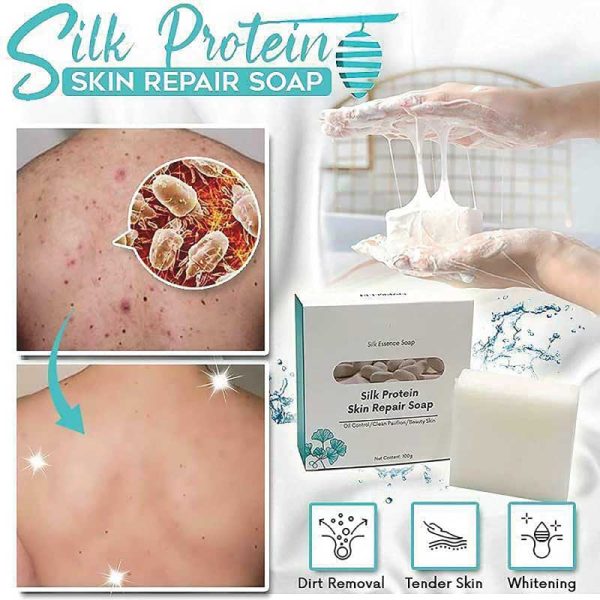 Silk Protein
SKIN REPAIR SOAP
Silk Essence Soap
Silk Protein
Skin Repair Soap
Oil Control/Clean Pavilion/Beauty Skin
Net Content: 100g
Dirt Removal
Tender Skin
Whitening